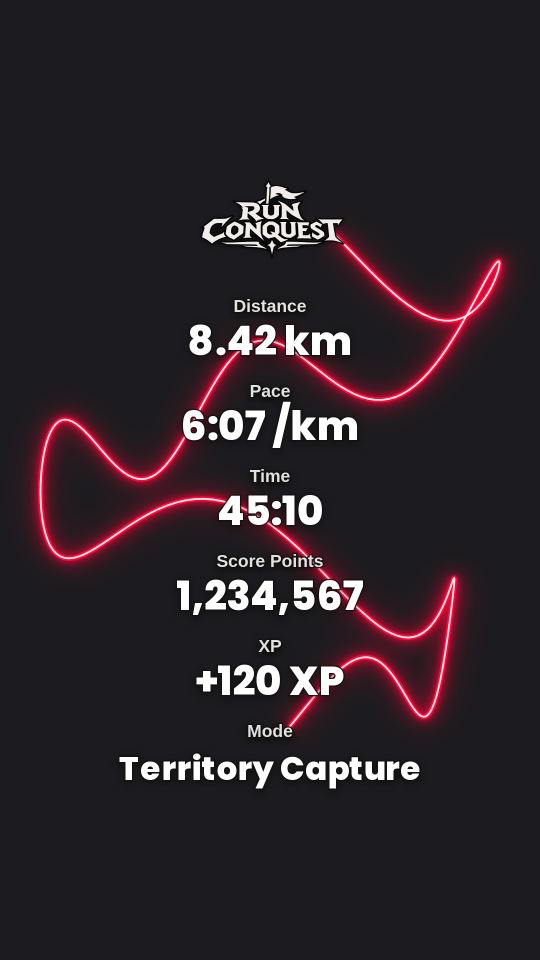 RUN
CONQUEST
Distance
8.42 km
Pace
6:07 /km
Time
45:10
Score Points
1,234,567
XP
+120 XP
Mode
Territory Capture